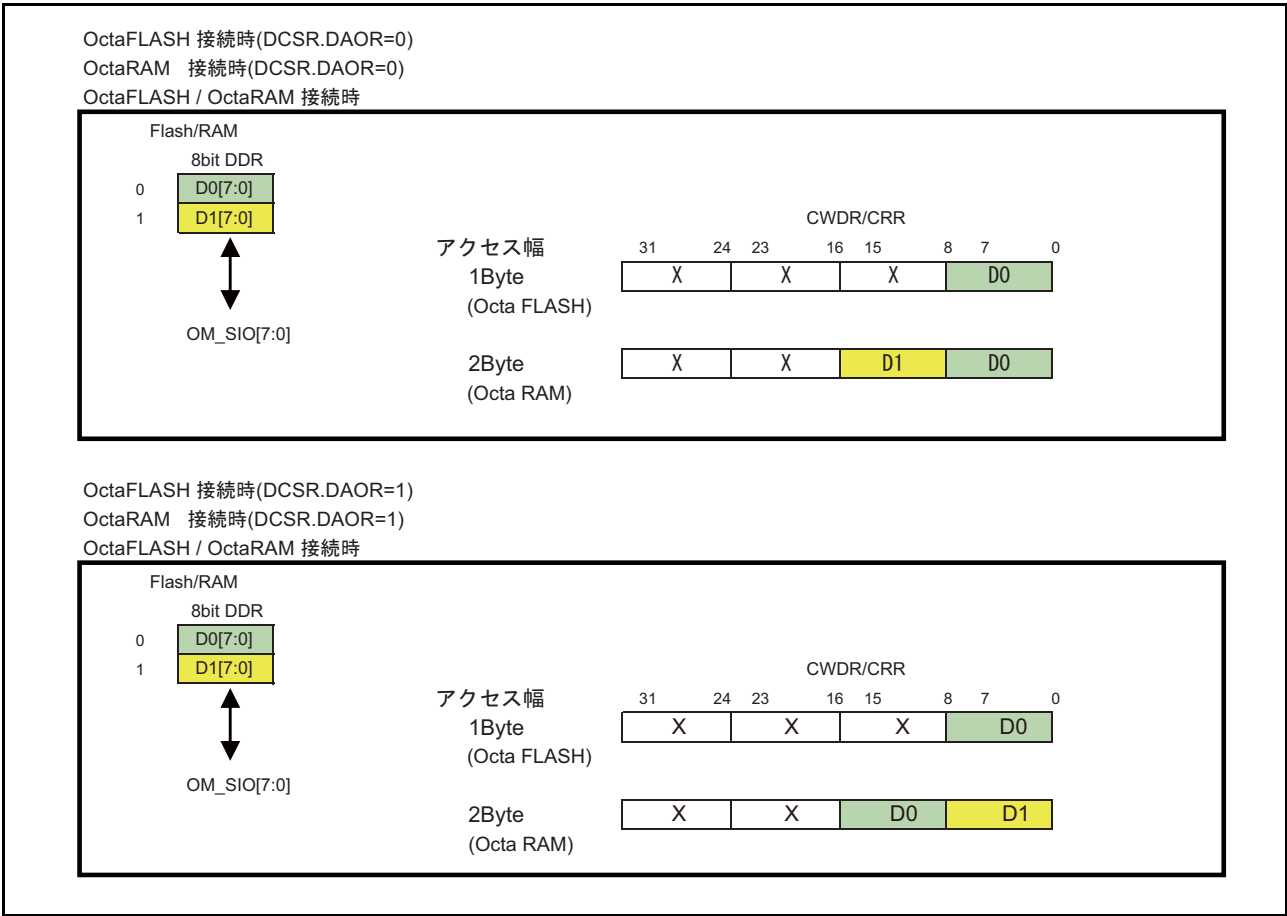 OctaFLASH 接続時(DCSR.DAOR=0)
OctaRAM 接続時(DCSR.DAOR=0)
OctaFLASH / OctaRAM 接続時
Flash/RAM
8bit DDR
0 D0[7:0]
1 D1[7:0]
OM_SIO[7:0]
CWDR/CRR
アクセス幅 31 24 23 16 15 8 7 0
1Byte X X X D0
(Octa FLASH)
2Byte X X D1 D0
(Octa RAM)
OctaFLASH 接続時(DCSR.DAOR=1)
OctaRAM 接続時(DCSR.DAOR=1)
OctaFLASH / OctaRAM 接続時
Flash/RAM
8bit DDR
0 D0[7:0]
1 D1[7:0]
OM_SIO[7:0]
CWDR/CRR
アクセス幅 31 24 23 16 15 8 7 0
1Byte X X X D0
(Octa FLASH)
2Byte X X D0 D1
(Octa RAM)